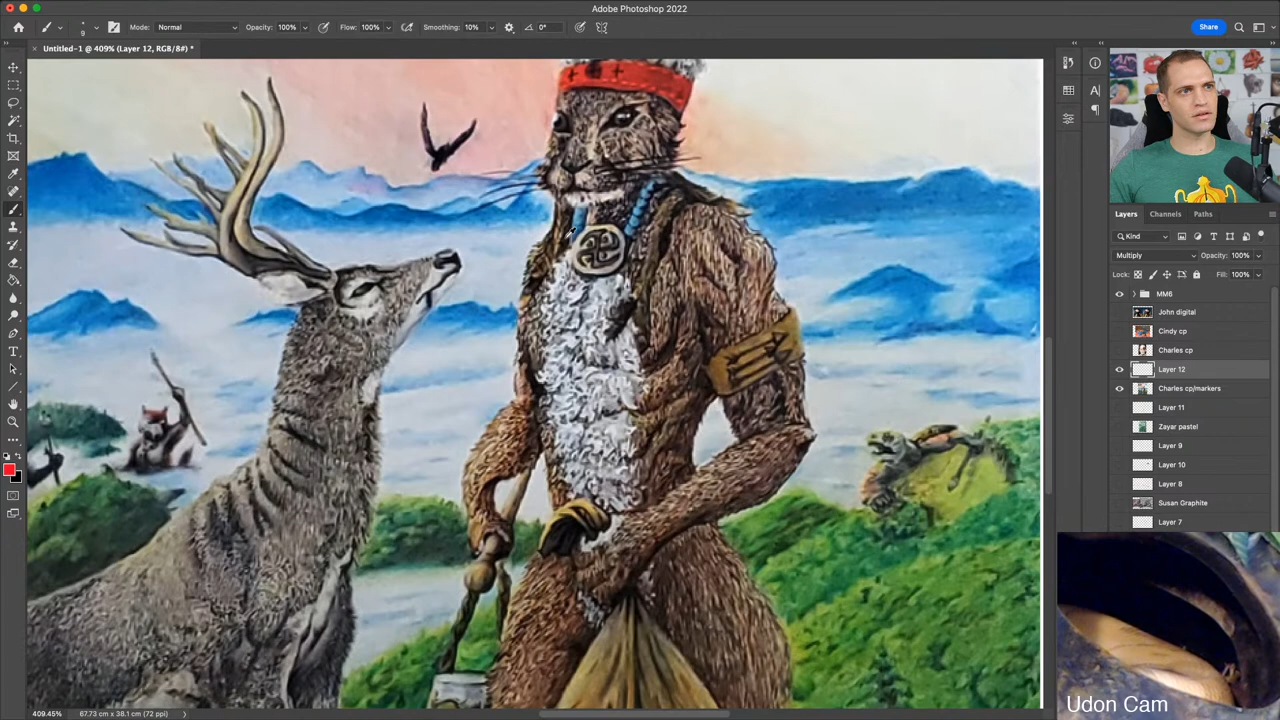 Adobe Photoshop 2022
9 Mode: Normal Opacity: 100% Flow: 100% Smoothing: 10% 0° Share
× Untitled-1 @ 409% (Layer 12, RGB/8#) *
Layers Channels Paths
Kind
Multiply Opacity: 100%
Lock: Fill: 100%
MM6
John digital
Cindy cp
Charles cp
Layer 12
Charles cp/markers
Layer 11
Zayar pastel
Layer 9
Layer 10
Layer 8
Susan Graphite
Layer 7
Udon Cam
409.45% 67.73 cm x 38.1 cm (72 ppi)